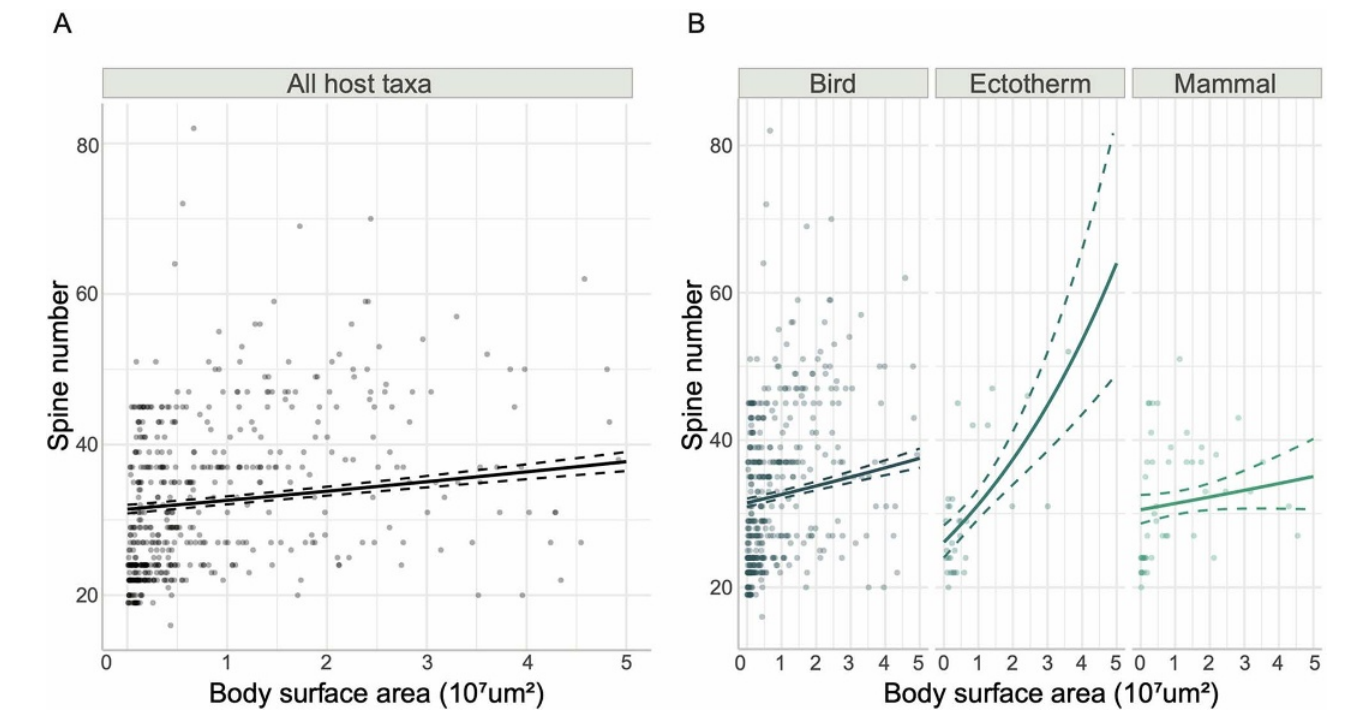 A
B
All host taxa
Bird
Ectotherm
Mammal
Spine number
80
60
40
20
0 1 2 3 4 5
Body surface area (10⁷um²)
Spine number
80
60
40
20
0 1 2 3 4 5
0 1 2 3 4 5
0 1 2 3 4 5
Body surface area (10⁷um²)